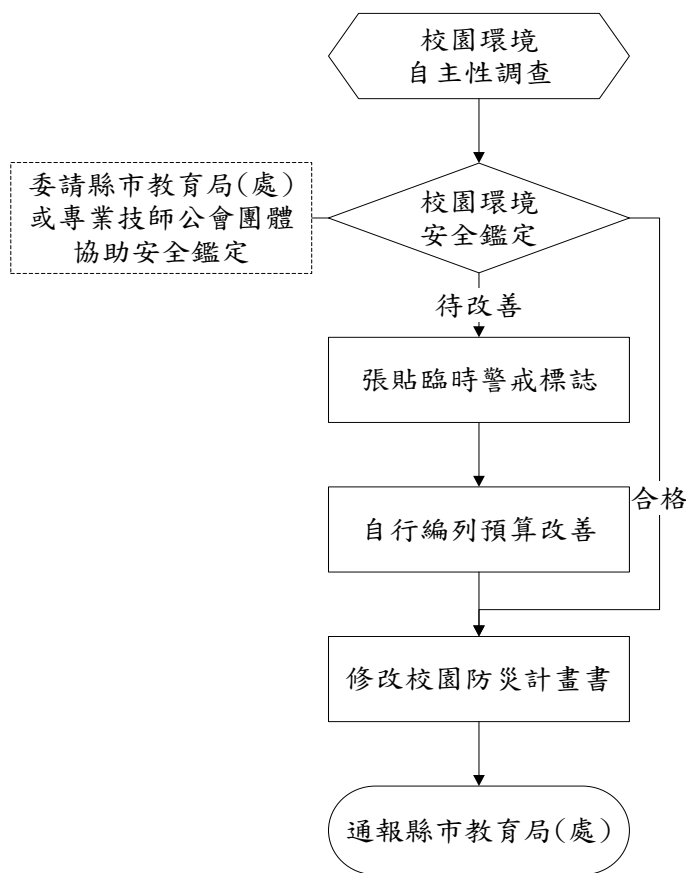 校園環境
自主性調查
委請縣市教育局(處)
或專業技師公會團體
協助安全鑑定
校園環境
安全鑑定
待改善
張貼臨時警戒標誌
自行編列預算改善
合格
修改校園防災計畫書
通報縣市教育局(處)